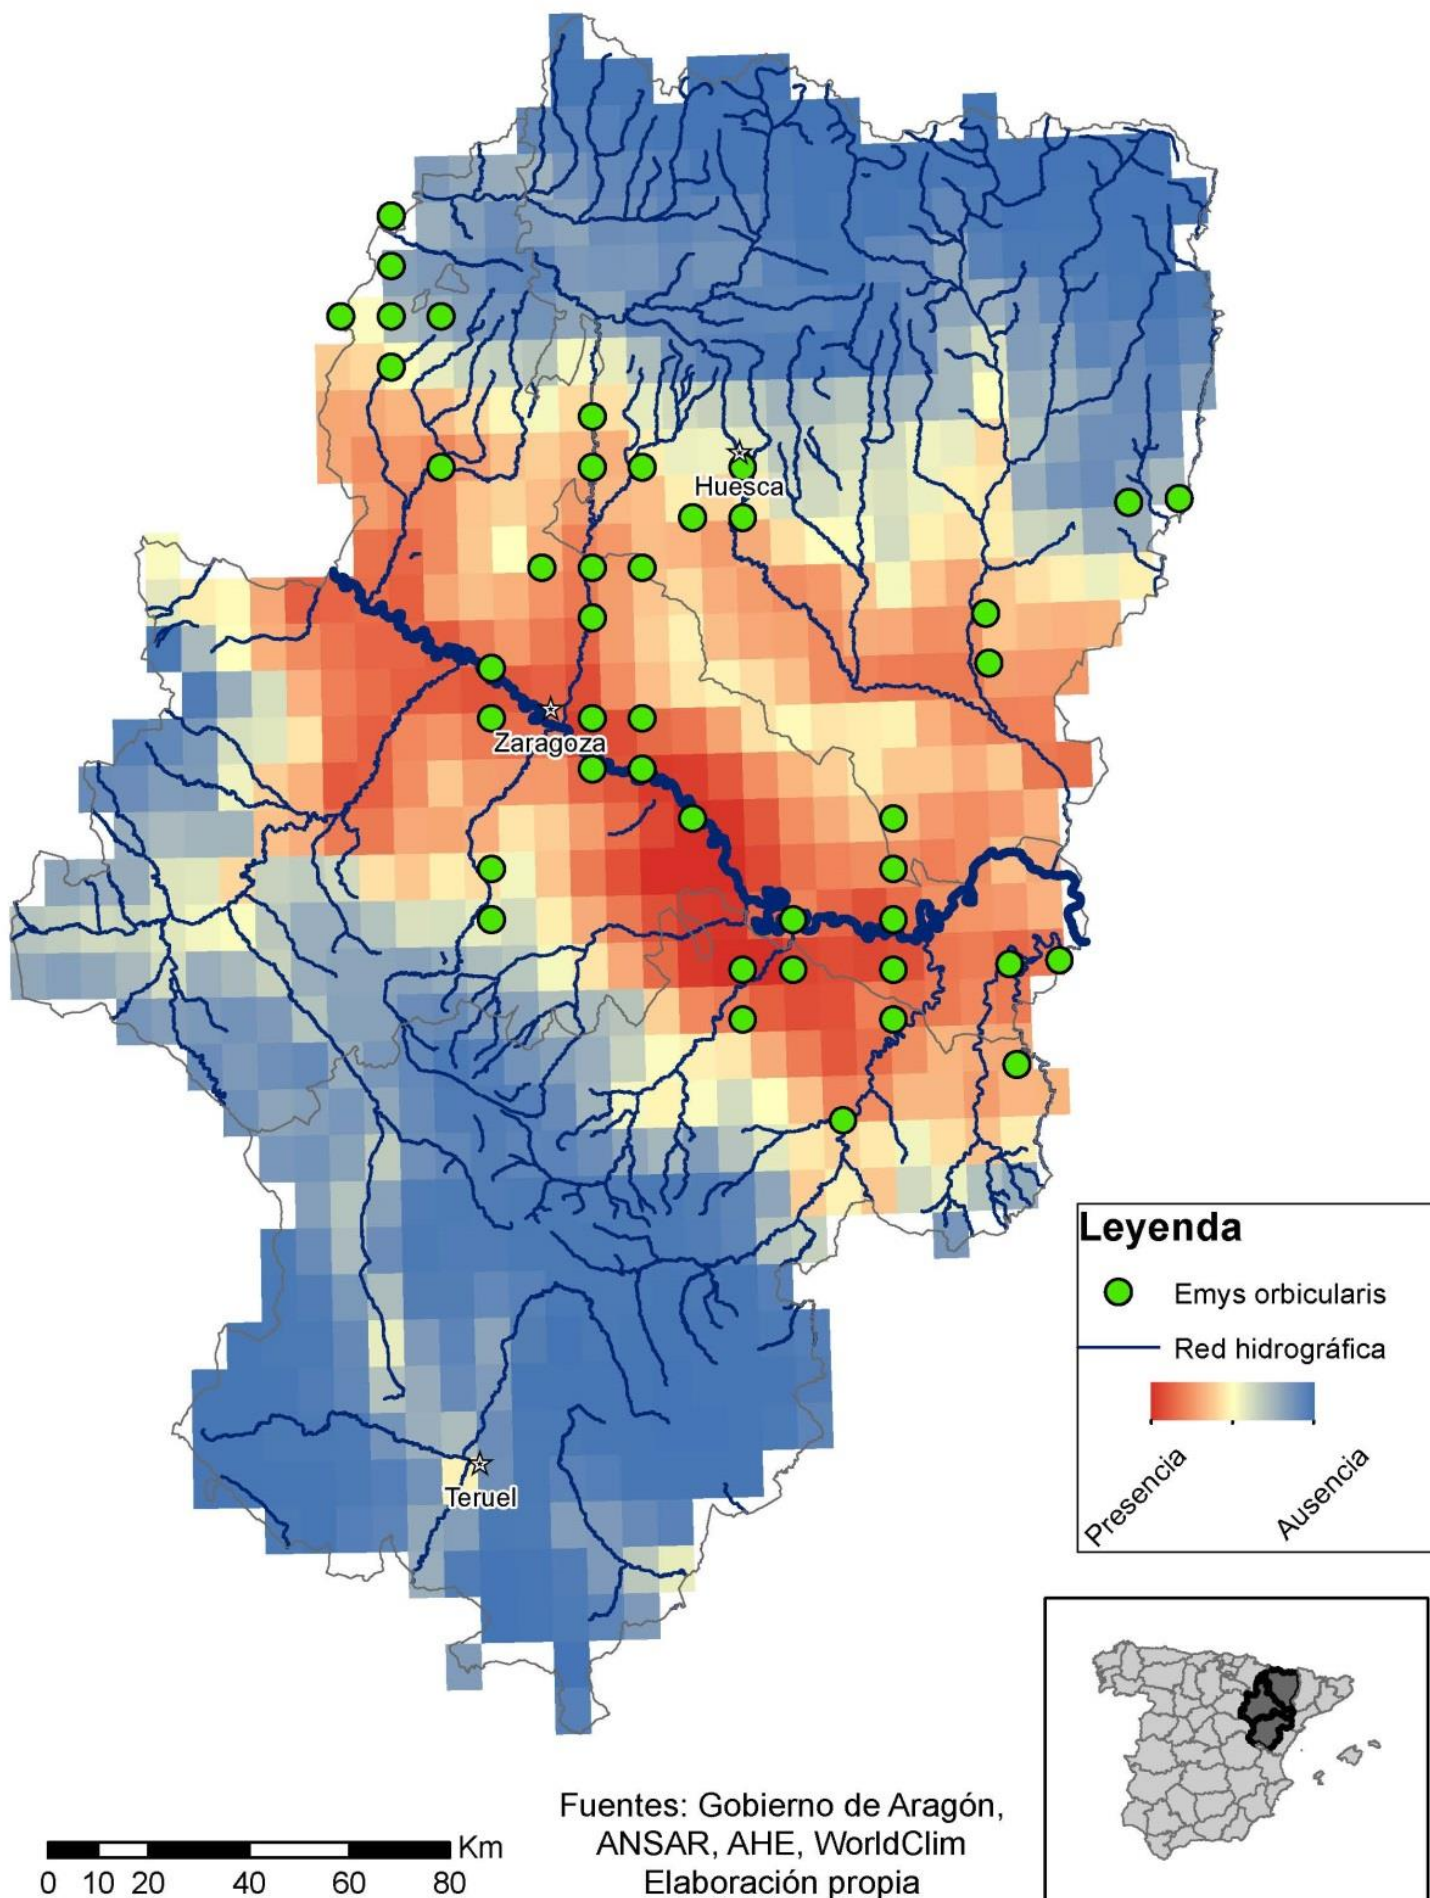 Huesca
Zaragoza
Teruel
Leyenda
Emys orbicularis
Red hidrográfica
Presencia
Ausencia
Fuentes: Gobierno de Aragón,
ANSAR, AHE, WorldClim
Elaboración propia
Km
0 10 20 40 60 80